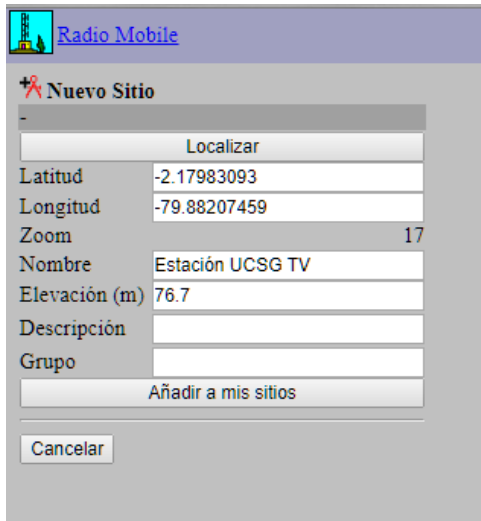 Radio Mobile
Nuevo Sitio
-
Localizar
Latitud -2.17983093
Longitud -79.88207459
Zoom 17
Nombre Estación UCSG TV
Elevación (m) 76.7
Descripción
Grupo
Añadir a mis sitios
Cancelar